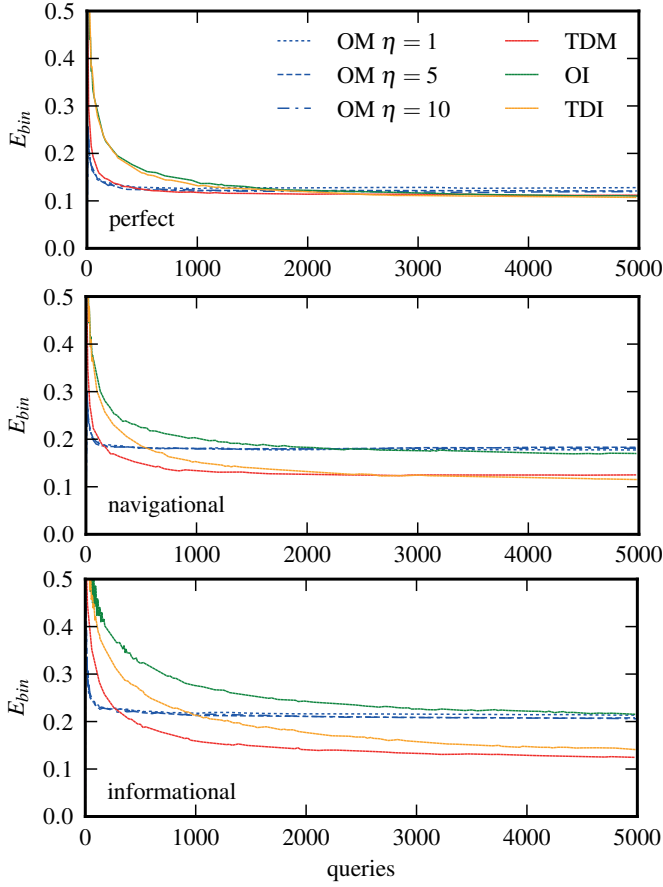 0.5
0.4
0.3
0.2
0.1
0.0
E_bin
OM η = 1
OM η = 5
OM η = 10
TDM
OI
TDI
perfect
0 1000 2000 3000 4000 5000
0.5
0.4
0.3
0.2
0.1
0.0
E_bin
navigational
0 1000 2000 3000 4000 5000
0.5
0.4
0.3
0.2
0.1
0.0
E_bin
informational
0 1000 2000 3000 4000 5000
queries